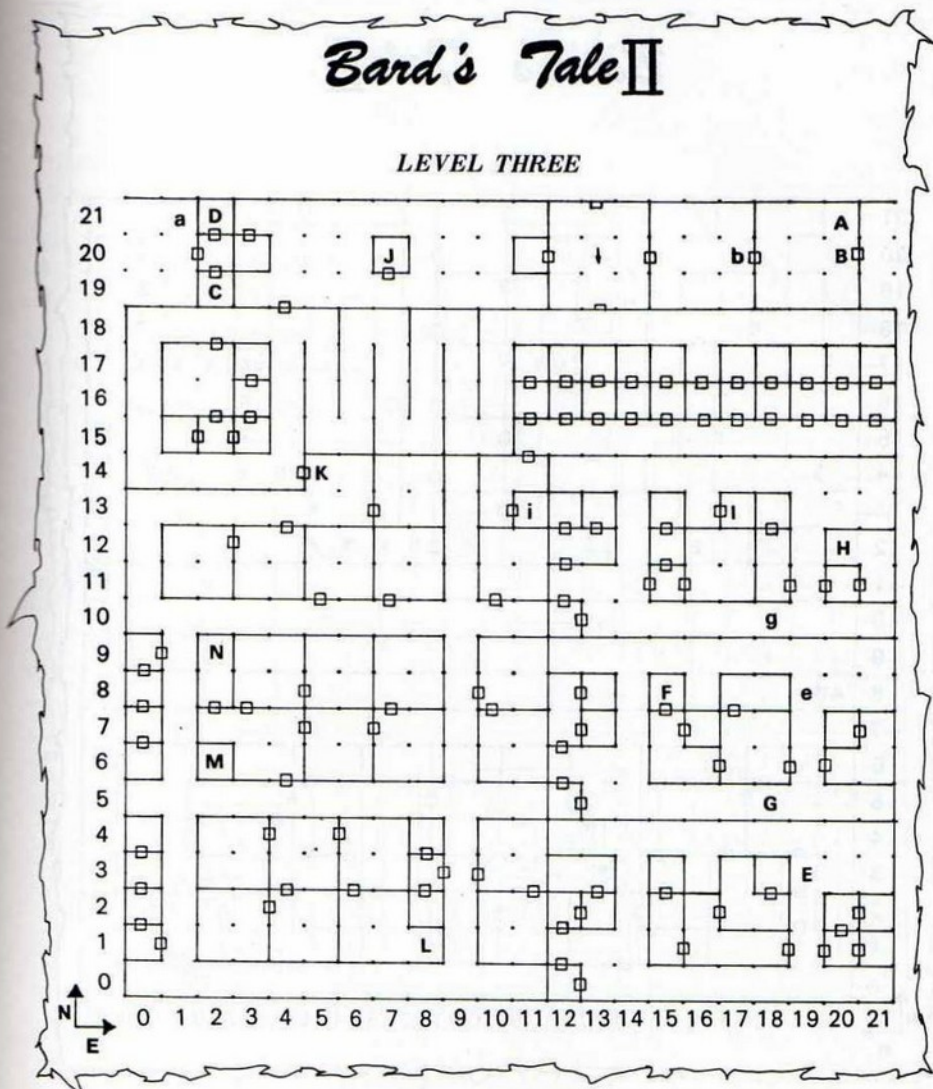 Bard's Tale II
LEVEL THREE
21
a
D
A
20
J
b
B
19
C
18
17
16
15
14
K
13
i
l
12
H
11
10
g
9
N
8
F
e
7
6
M
5
G
4
3
E
2
1
L
0
N
E
0 1 2 3 4 5 6 7 8 9 10 11 12 13 14 15 16 17 18 19 20 21